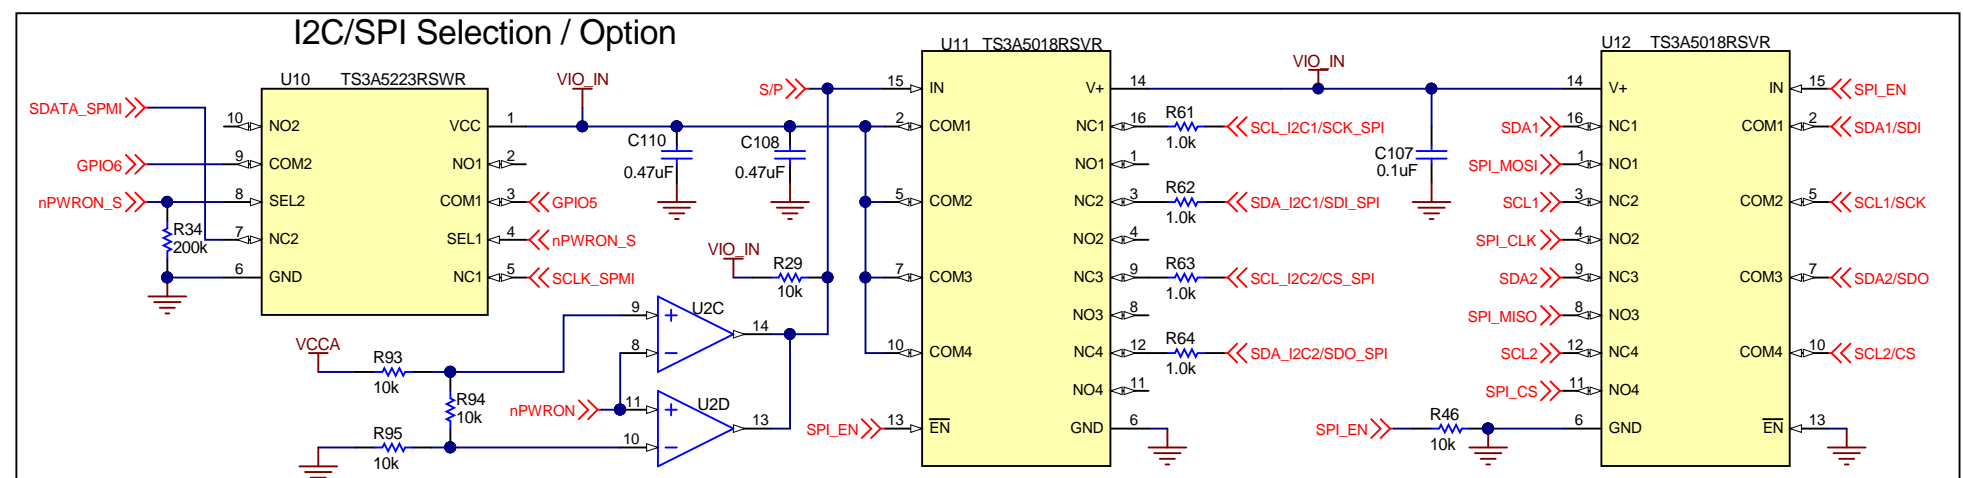 I2C/SPI Selection / Option
U10 TS3A5223RSWR
SDATA_SPMI
GPIO6
nPWRON_S
R34
200k
10 NO2
9 COM2
8 SEL2
7 NC2
6 GND
VCC 1
NO1 2
COM1 3 GPIO5
SEL1 4 nPWRON_S
NC1 5 SCLK_SPMI
VIO_IN
C110
0.47uF
C108
0.47uF
S/P
VIO_IN
R29
10k
VCCA
R93
10k
R94
10k
R95
10k
nPWRON
U2C
9 +
8 −
14
U2D
11 +
10 −
13
SPI_EN
U11 TS3A5018RSVR
15 IN
2 COM1
5 COM2
7 COM3
10 COM4
13 EN
V+ 14
NC1 16 R61 1.0k SCL_I2C1/SCK_SPI
NO1 1
NC2 3 R62 1.0k SDA_I2C1/SDI_SPI
NO2 4
NC3 9 R63 1.0k SCL_I2C2/CS_SPI
NO3 8
NC4 12 R64 1.0k SDA_I2C2/SDO_SPI
NO4 11
GND 6
VIO_IN
C107
0.1uF
U12 TS3A5018RSVR
14 V+
SDA1 16 NC1
SPI_MOSI 1 NO1
SCL1 3 NC2
SPI_CLK 4 NO2
SDA2 9 NC3
SPI_MISO 8 NO3
SCL2 12 NC4
SPI_CS 11 NO4
SPI_EN R46 10k 6 GND
IN 15 SPI_EN
COM1 2 SDA1/SDI
COM2 5 SCL1/SCK
COM3 7 SDA2/SDO
COM4 10 SCL2/CS
EN 13